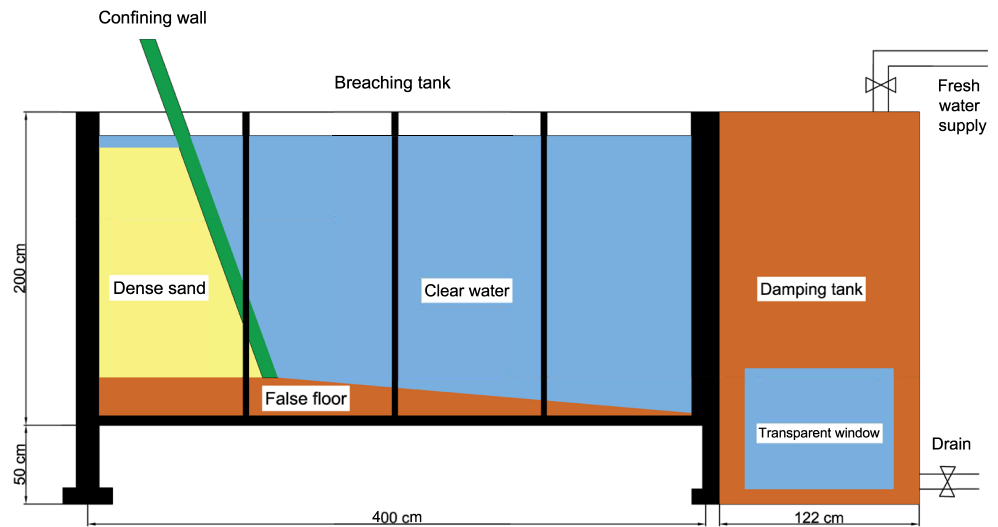 Confining wall
Breaching tank
Fresh
water
supply
200 cm
Dense sand
Clear water
Damping tank
False floor
Transparent window
Drain
50 cm
400 cm
122 cm